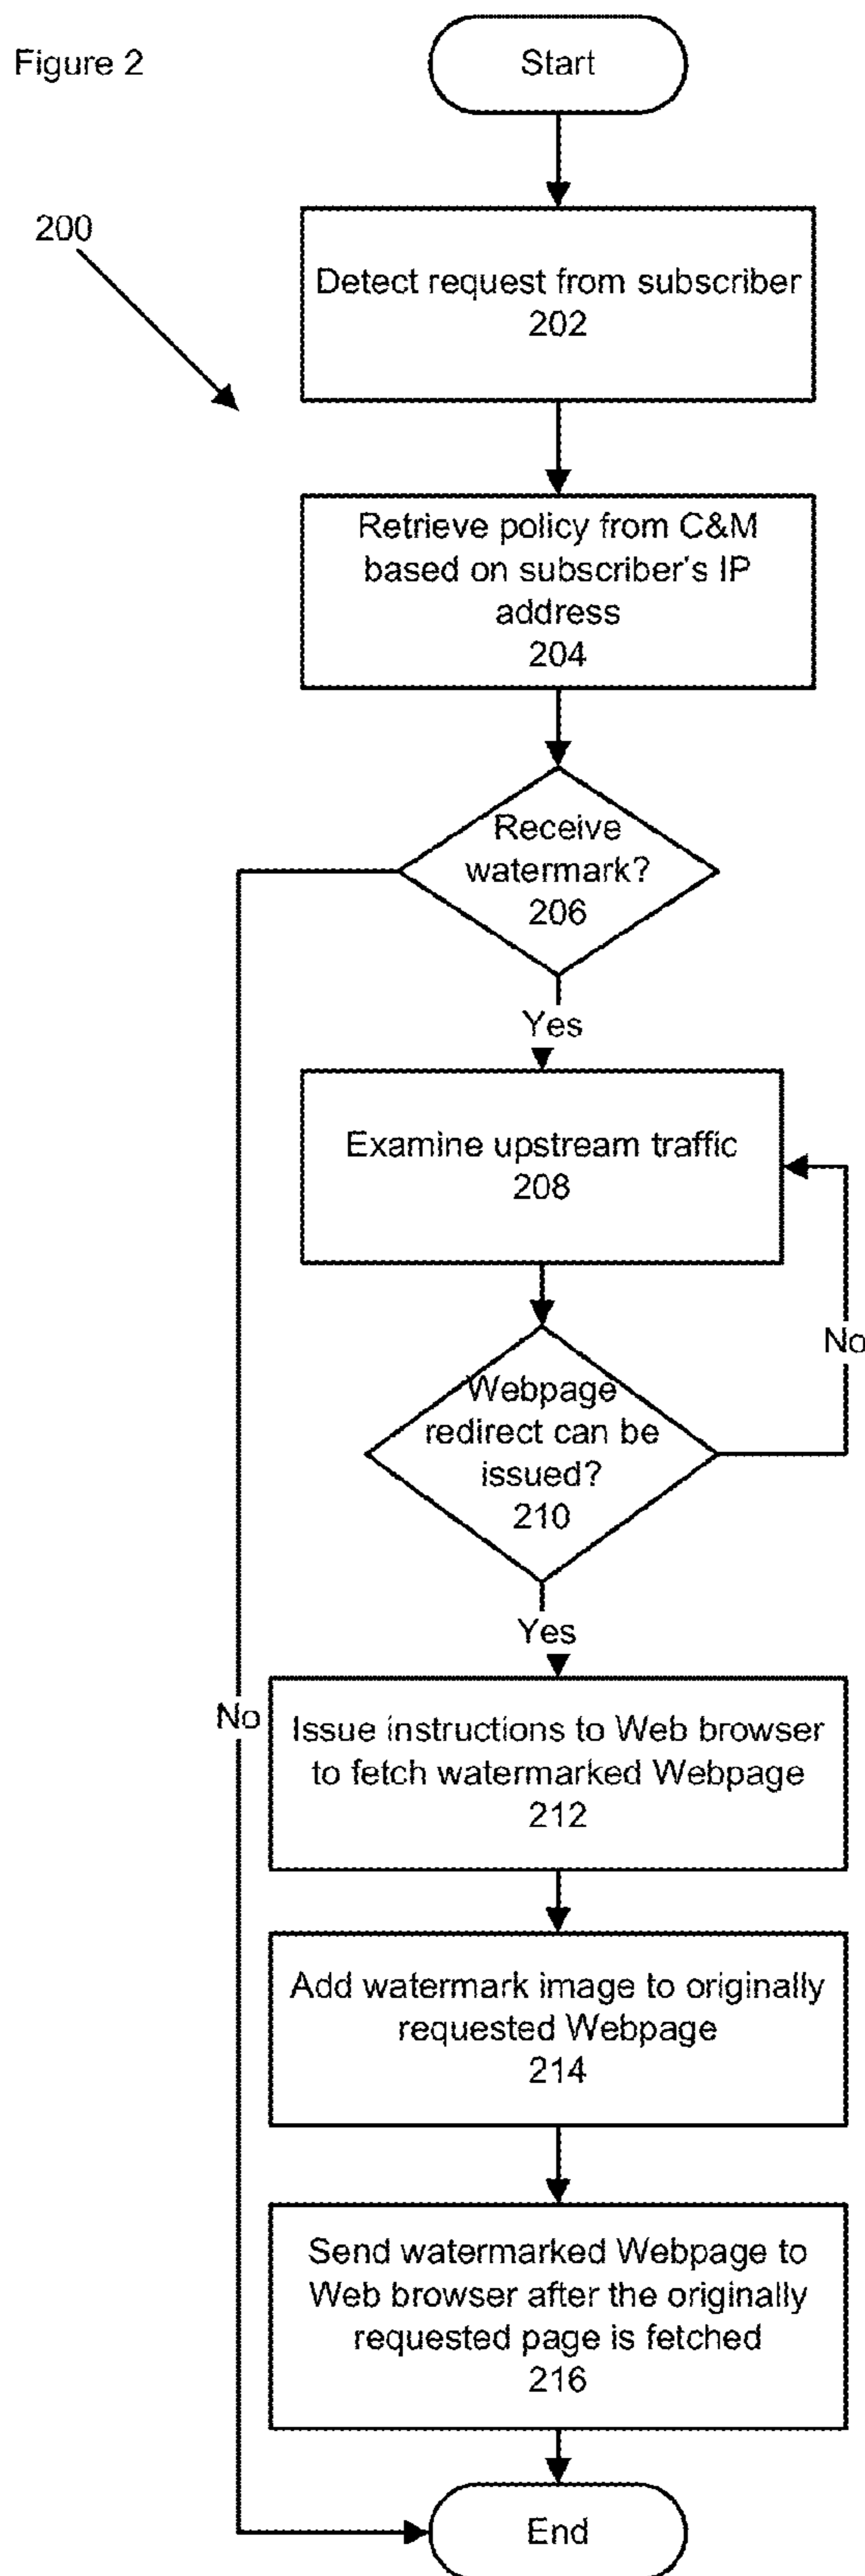 Figure 2
Start
200
Detect request from subscriber
202
Retrieve policy from C&M
based on subscriber's IP
address
204
Receive
watermark?
206
Yes
Examine upstream traffic
208
No
Webpage
redirect can be
issued?
210
Yes
No
Issue instructions to Web browser
to fetch watermarked Webpage
212
Add watermark image to originally
requested Webpage
214
Send watermarked Webpage to
Web browser after the originally
requested page is fetched
216
End